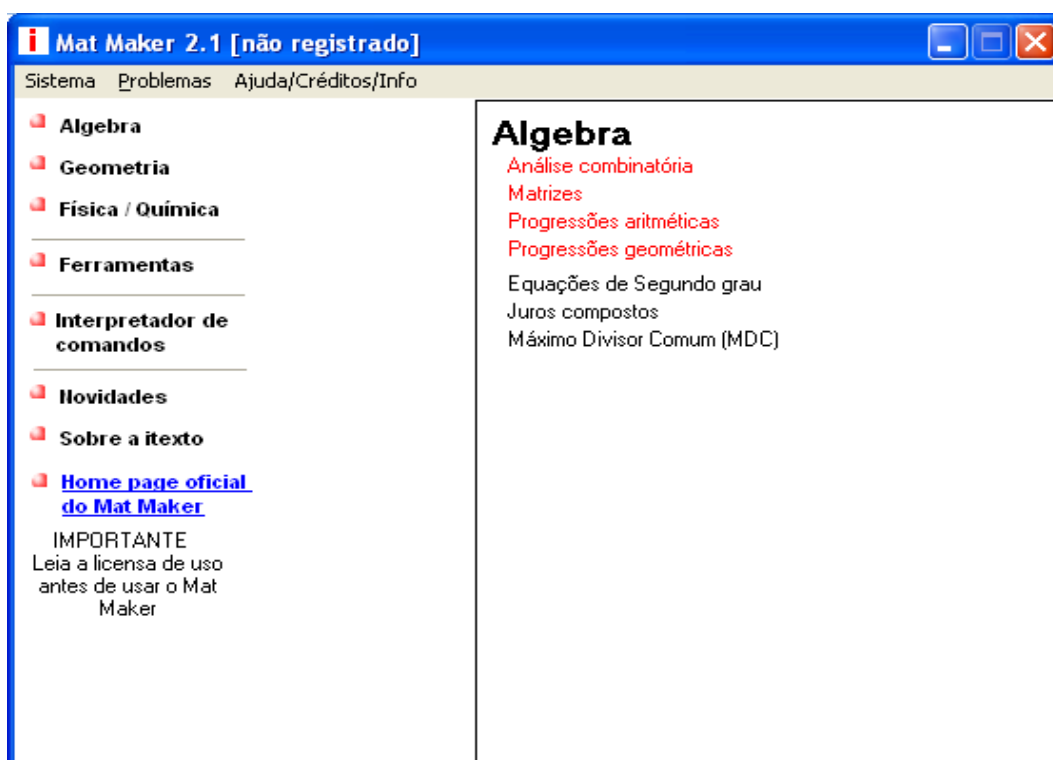 Mat Maker 2.1 [não registrado]
Sistema Problemas Ajuda/Créditos/Info
Algebra
Geometria
Física / Química
Ferramentas
Interpretador de
comandos
Novidades
Sobre a itexto
Home page oficial
do Mat Maker
IMPORTANTE
Leia a licensa de uso
antes de usar o Mat
Maker
Algebra
Análise combinatória
Matrizes
Progressões aritméticas
Progressões geométricas
Equações de Segundo grau
Juros compostos
Máximo Divisor Comum (MDC)